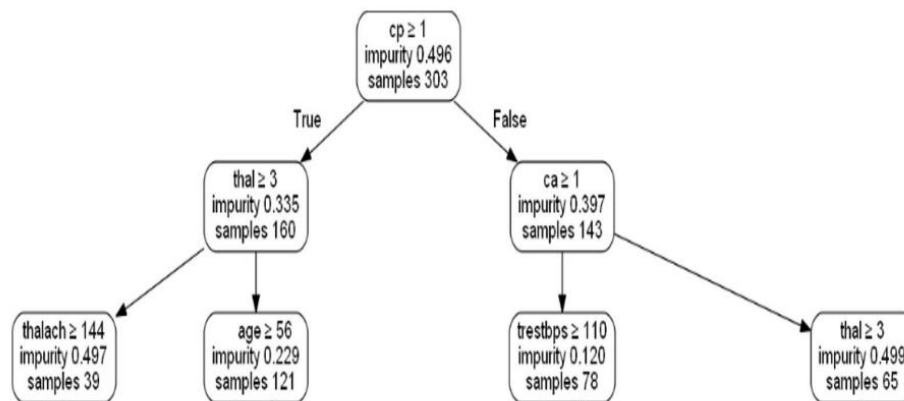 cp ≥ 1
impurity 0.496
samples 303
True
False
thal ≥ 3
impurity 0.335
samples 160
ca ≥ 1
impurity 0.397
samples 143
thalach ≥ 144
impurity 0.497
samples 39
age ≥ 56
impurity 0.229
samples 121
trestbps ≥ 110
impurity 0.120
samples 78
thal ≥ 3
impurity 0.499
samples 65